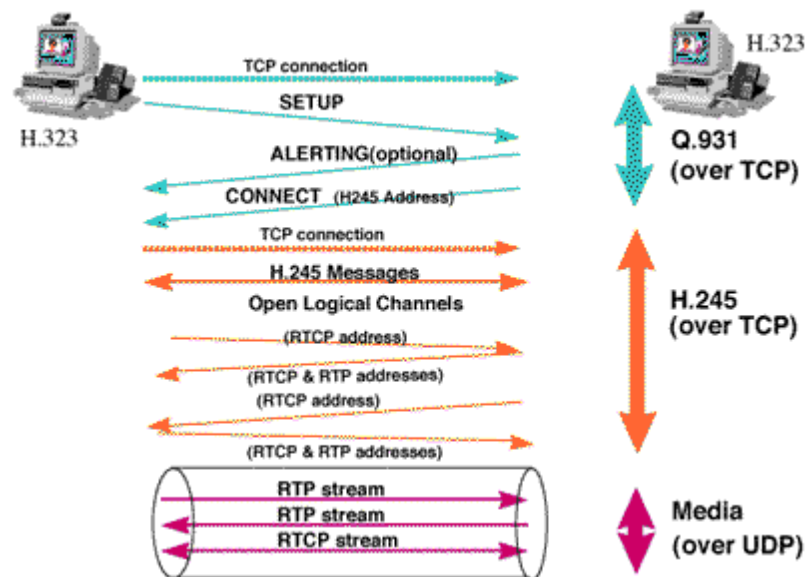 H.323
H.323
TCP connection
SETUP
ALERTING(optional)
CONNECT (H245 Address)
Q.931
(over TCP)
TCP connection
H.245 Messages
Open Logical Channels
(RTCP address)
(RTCP & RTP addresses)
(RTCP address)
(RTCP & RTP addresses)
H.245
(over TCP)
RTP stream
RTP stream
RTCP stream
Media
(over UDP)